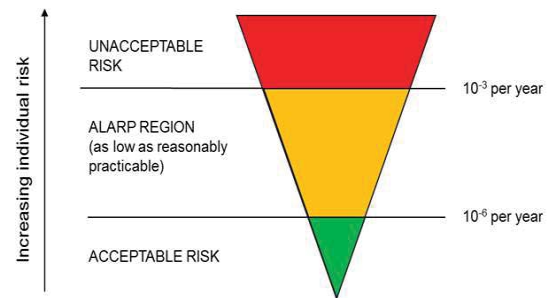 Increasing individual risk
UNACCEPTABLE
RISK
10⁻³ per year
ALARP REGION
(as low as reasonably
practicable)
10⁻⁶ per year
ACCEPTABLE RISK